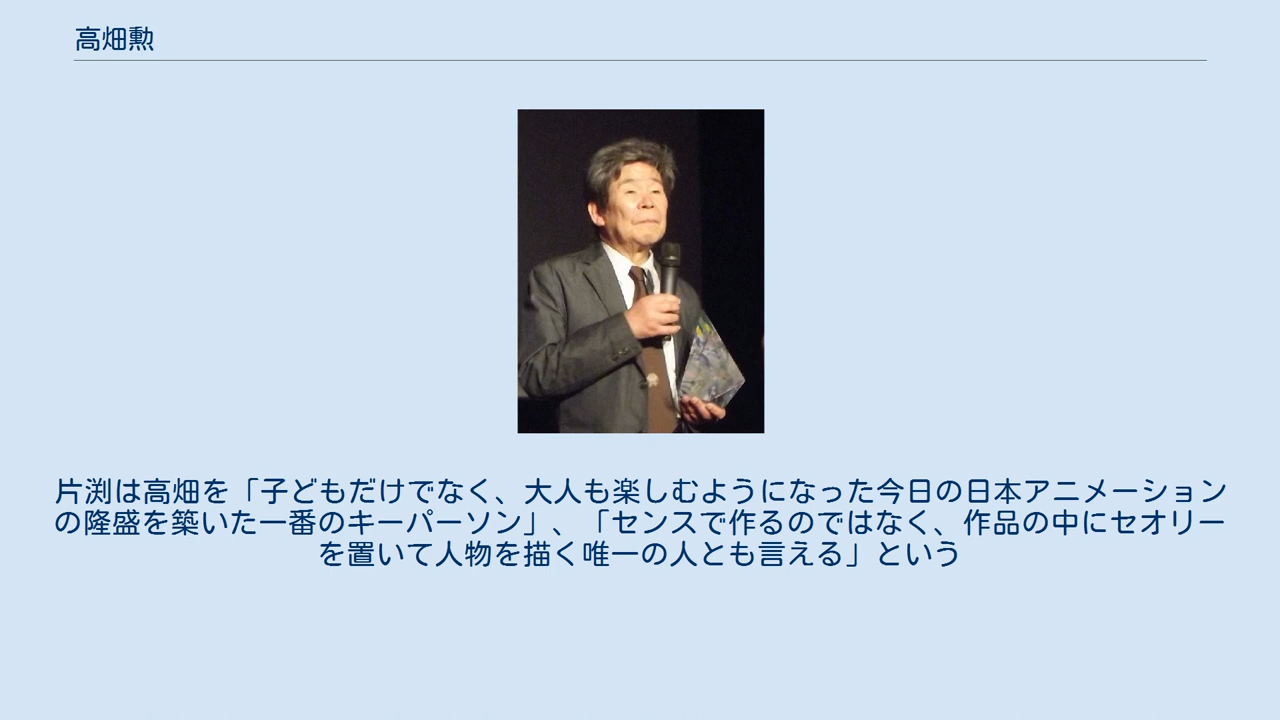 高畑勲
片渕は高畑を「子どもだけでなく、大人も楽しむようになった今日の日本アニメーション
の隆盛を築いた一番のキーパーソン」、「センスで作るのではなく、作品の中にセオリー
を置いて人物を描く唯一の人とも言える」という